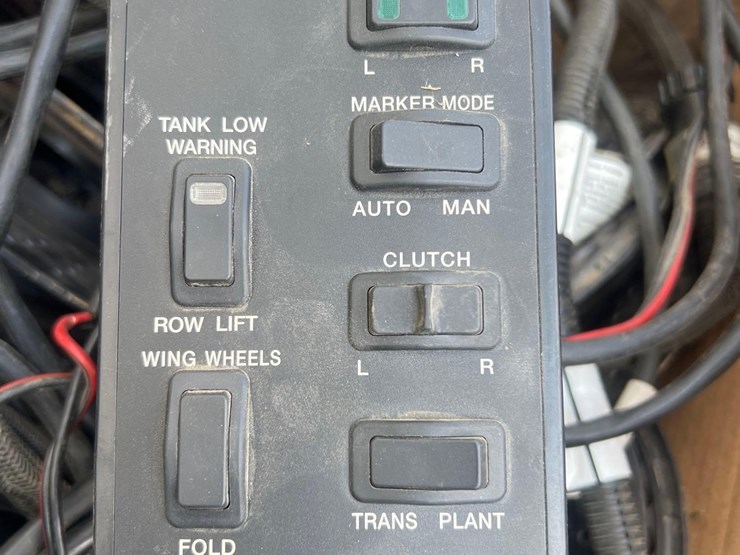 L R
MARKER MODE
TANK LOW
WARNING
AUTO MAN
CLUTCH
ROW LIFT
WING WHEELS
L R
TRANS PLANT
FOLD